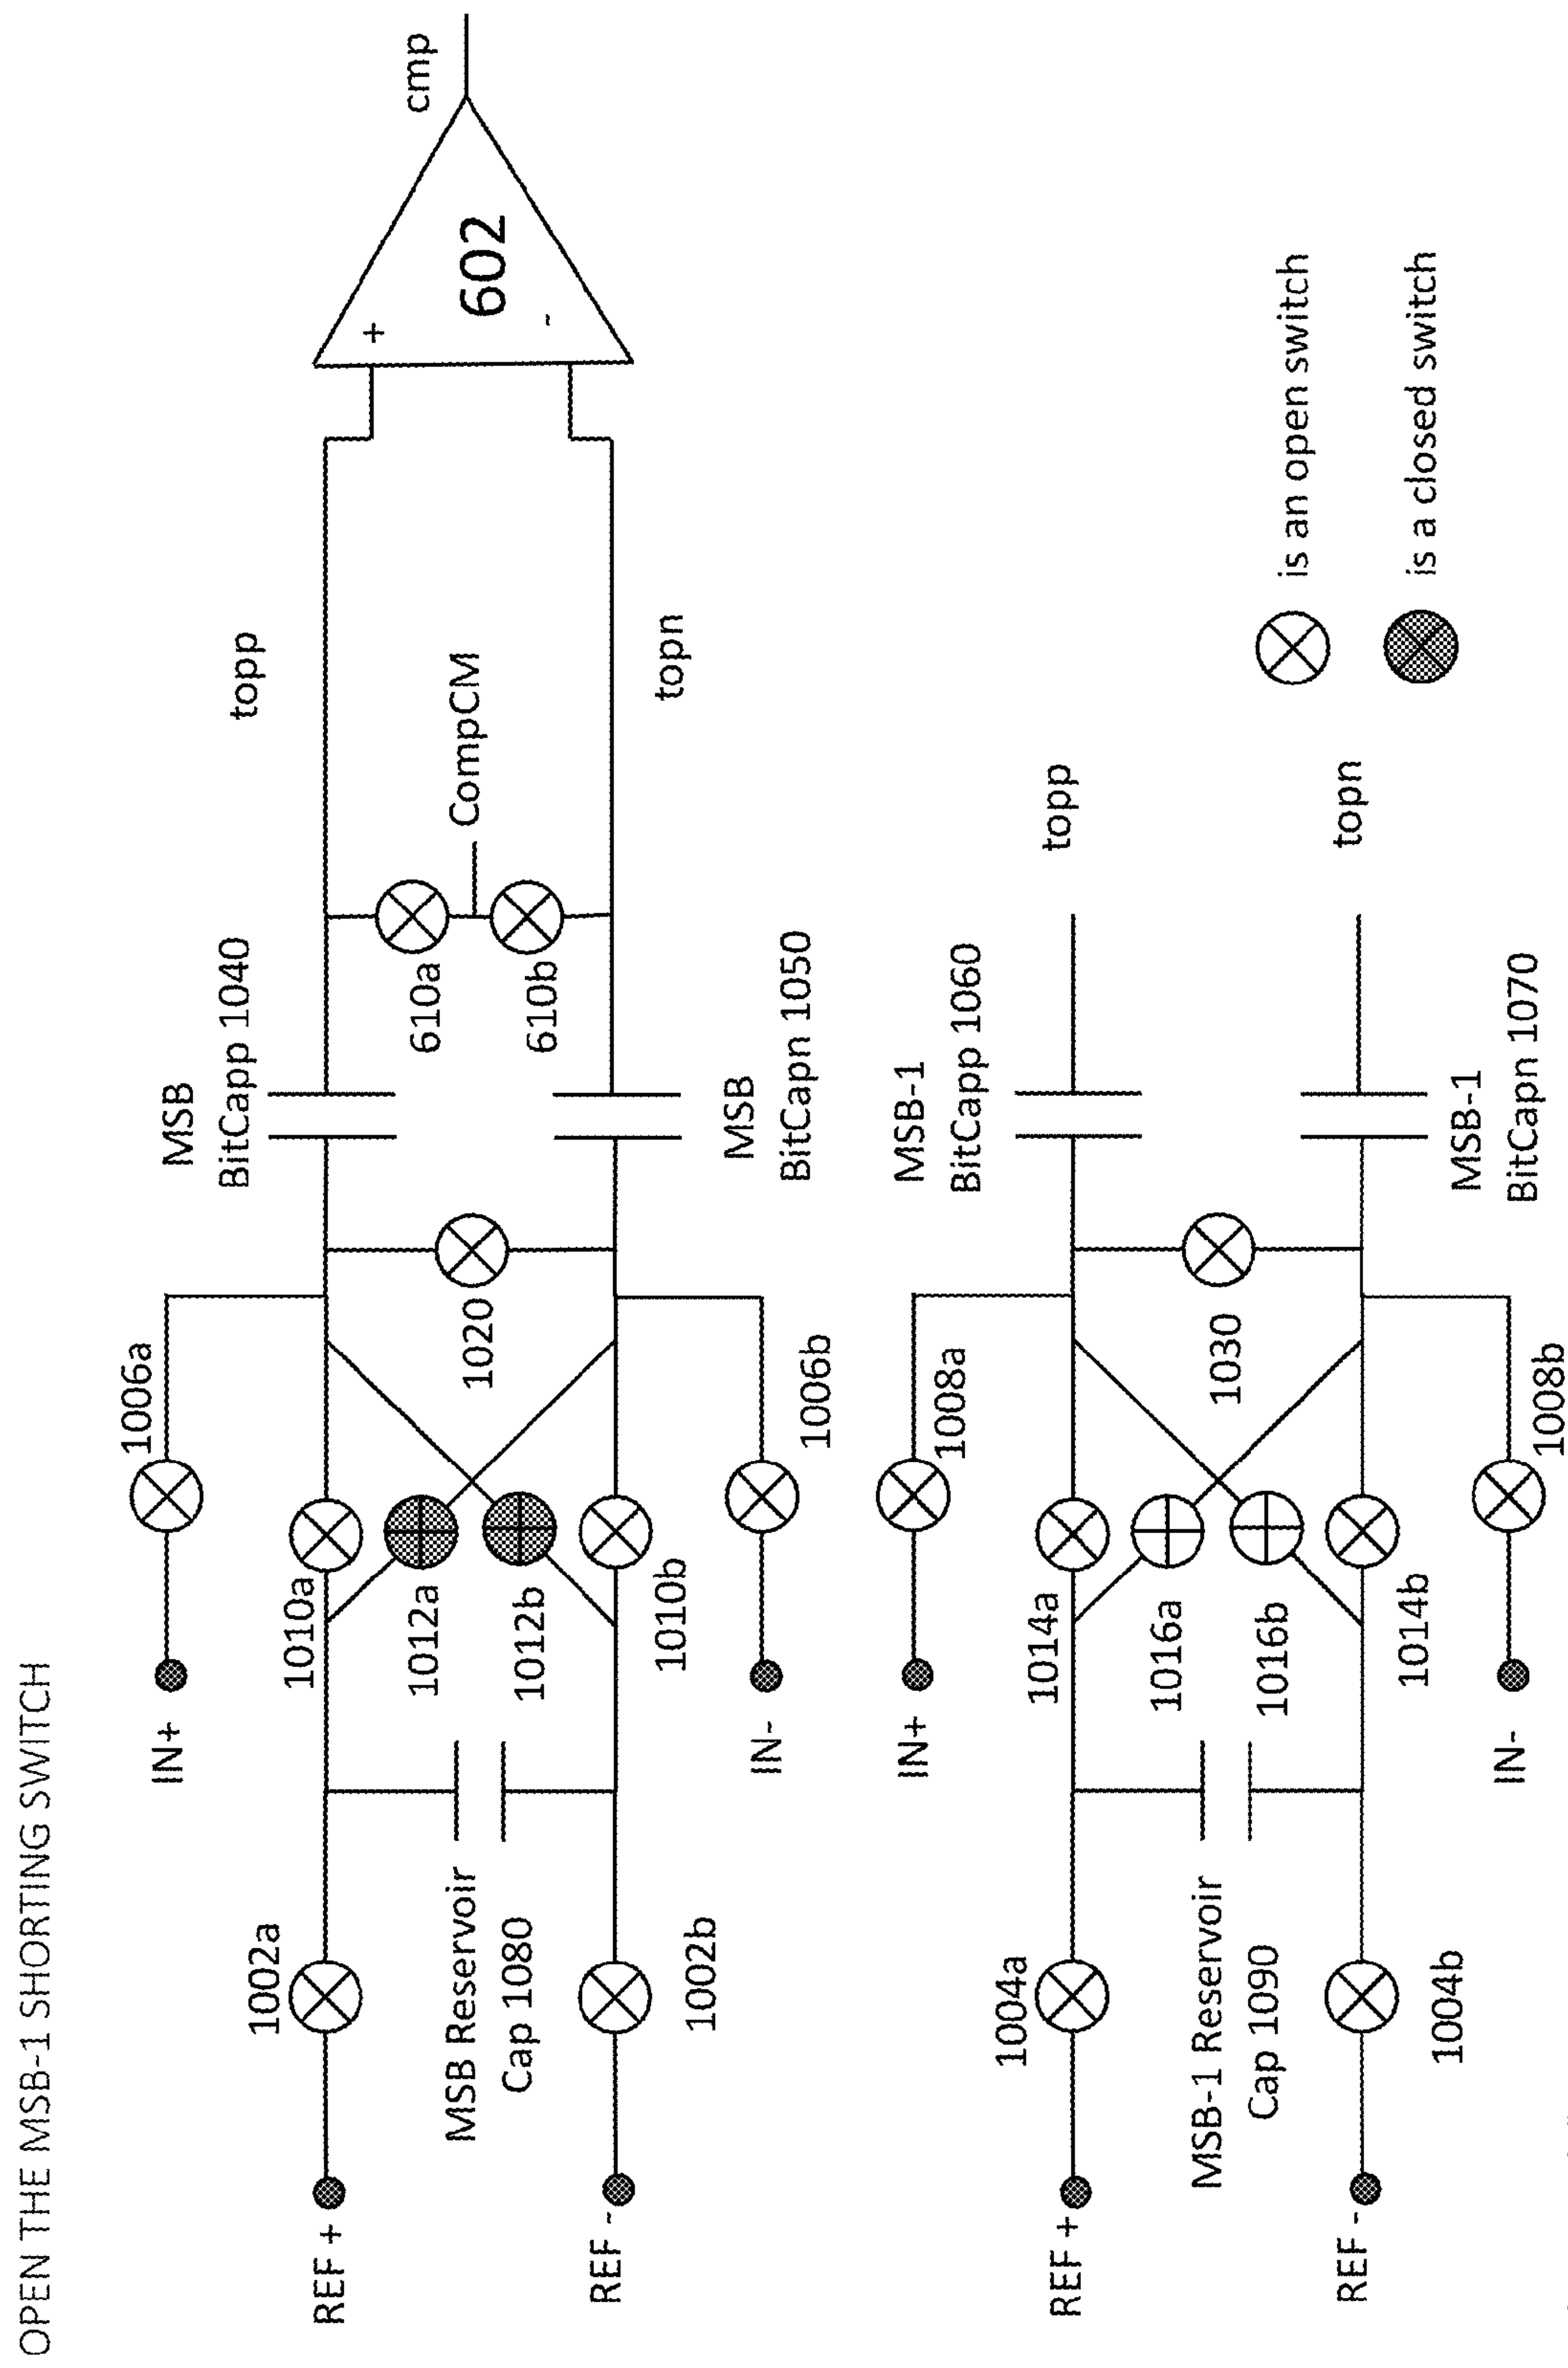 OPEN THE MSB-1 SHORTING SWITCH
IN+
1006a
MSB
BitCapp 1040
topp
cmp
1002a
1010a
REF +
MSB Reservoir
Cap 1080
1012a
1012b
1020
610a
610b
CompCM
+
602
-
REF -
1002b
1010b
IN-
1006b
MSB
BitCapn 1050
topn
IN+
1008a
MSB-1
BitCapp 1060
1004a
1014a
topp
REF +
MSB-1 Reservoir
Cap 1090
1016a
1016b
1030
is an open switch
REF -
1004b
1014b
topn
is a closed switch
IN-
1008b
MSB-1
BitCapn 1070